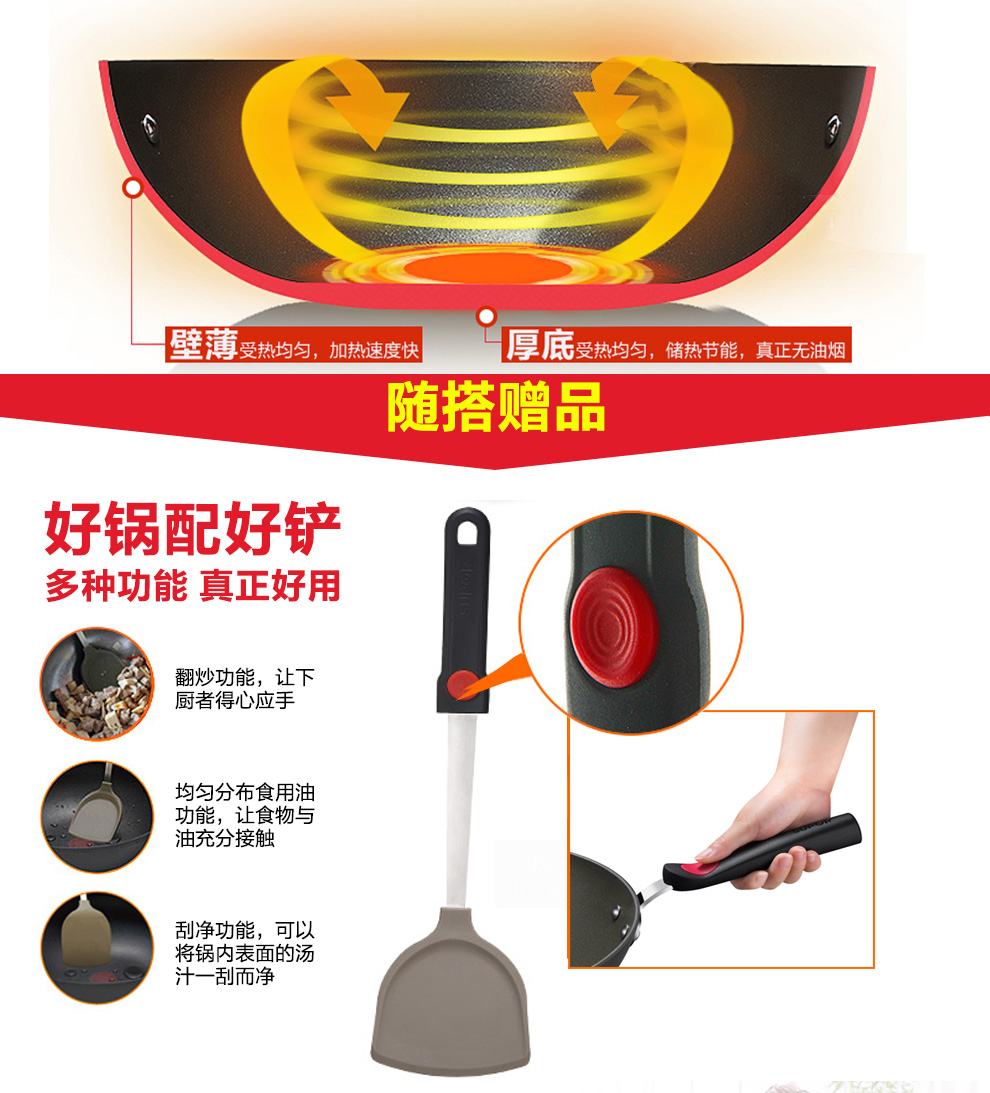 壁薄受热均匀，加热速度快
厚底受热均匀，储热节能，真正无油烟
随搭赠品
好锅配好铲
多种功能 真正好用
翻炒功能，让下
厨者得心应手
均匀分布食用油
功能，让食物与
油充分接触
刮净功能，可以
将锅内表面的汤
汁一刮而净